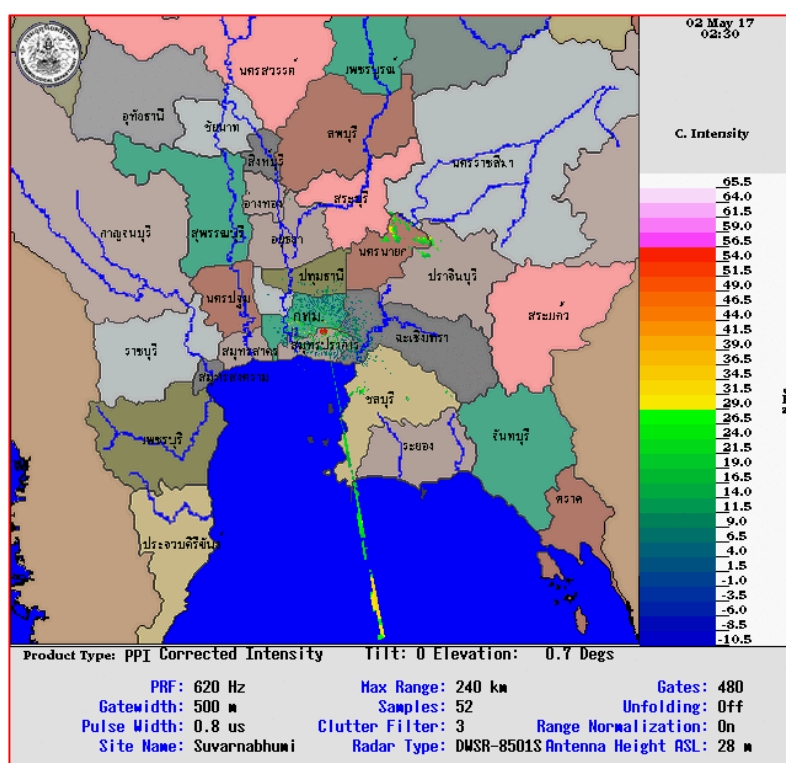 02 May 17
02:30
C. Intensity
65.5
64.0
61.5
59.0
56.5
54.0
51.5
49.0
46.5
44.0
41.5
39.0
36.5
34.0
31.5
29.0
26.5
24.0
21.5
19.0
16.5
14.0
11.5
9.0
6.5
4.0
1.5
-1.0
-3.5
-6.0
-8.5
-10.5
นครสวรรค์
เพชรบูรณ์
อุทัยธานี
ชัยนาท
ลพบุรี
สิงห์บุรี
นครราชสีมา
อ่างทอง
สระบุรี
กาญจนบุรี
สุพรรณบุรี
อยุธยา
นครนายก
ปทุมธานี
ปราจีนบุรี
นครปฐม
กทม.
สระแก้ว
ราชบุรี
สมุทรสาคร
สมุทรปราการ
ฉะเชิงเทรา
สมุทรสงคราม
ชลบุรี
เพชรบุรี
ระยอง
จันทบุรี
ตราด
ประจวบคีรีขันธ์
Product Type: PPI Corrected Intensity Tilt: 0 Elevation: 0.7 Degs
PRF: 620 Hz Max Range: 240 km Gates: 480
Gatewidth: 500 m Samples: 52 Unfolding: Off
Pulse Width: 0.8 us Clutter Filter: 3 Range Normalization: On
Site Name: Suvarnabhumi Radar Type: DWSR-8501S Antenna Height ASL: 28 m